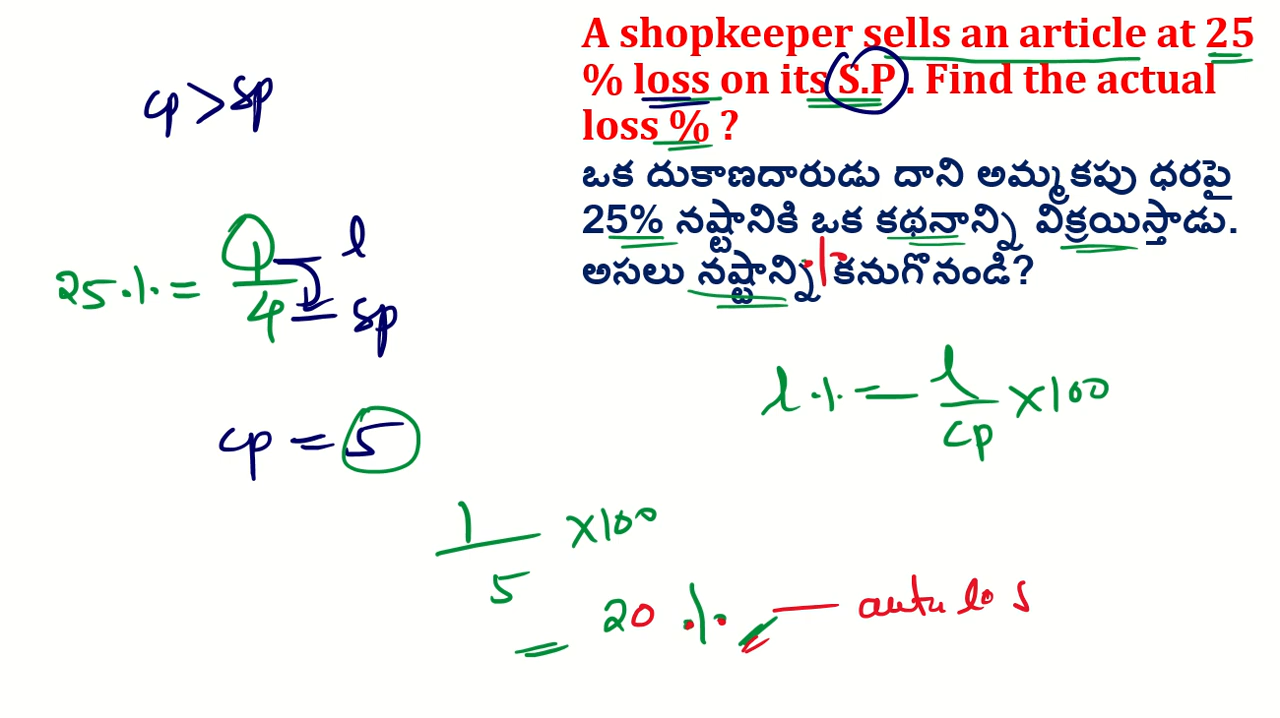 A shopkeeper sells an article at 25
% loss on its S.P. Find the actual
loss % ?
ఒక దుకాణదారుడు దాని అమ్మకపు ధరపై
25% నష్టానికి ఒక కథనాన్ని విక్రయిస్తాడు.
అసలు నష్టాన్ని % కనుగొనండి?
cp > sp
25% = 1/4
l
sp
cp = 5
l% = l/cp × 100
1/5 × 100
20%